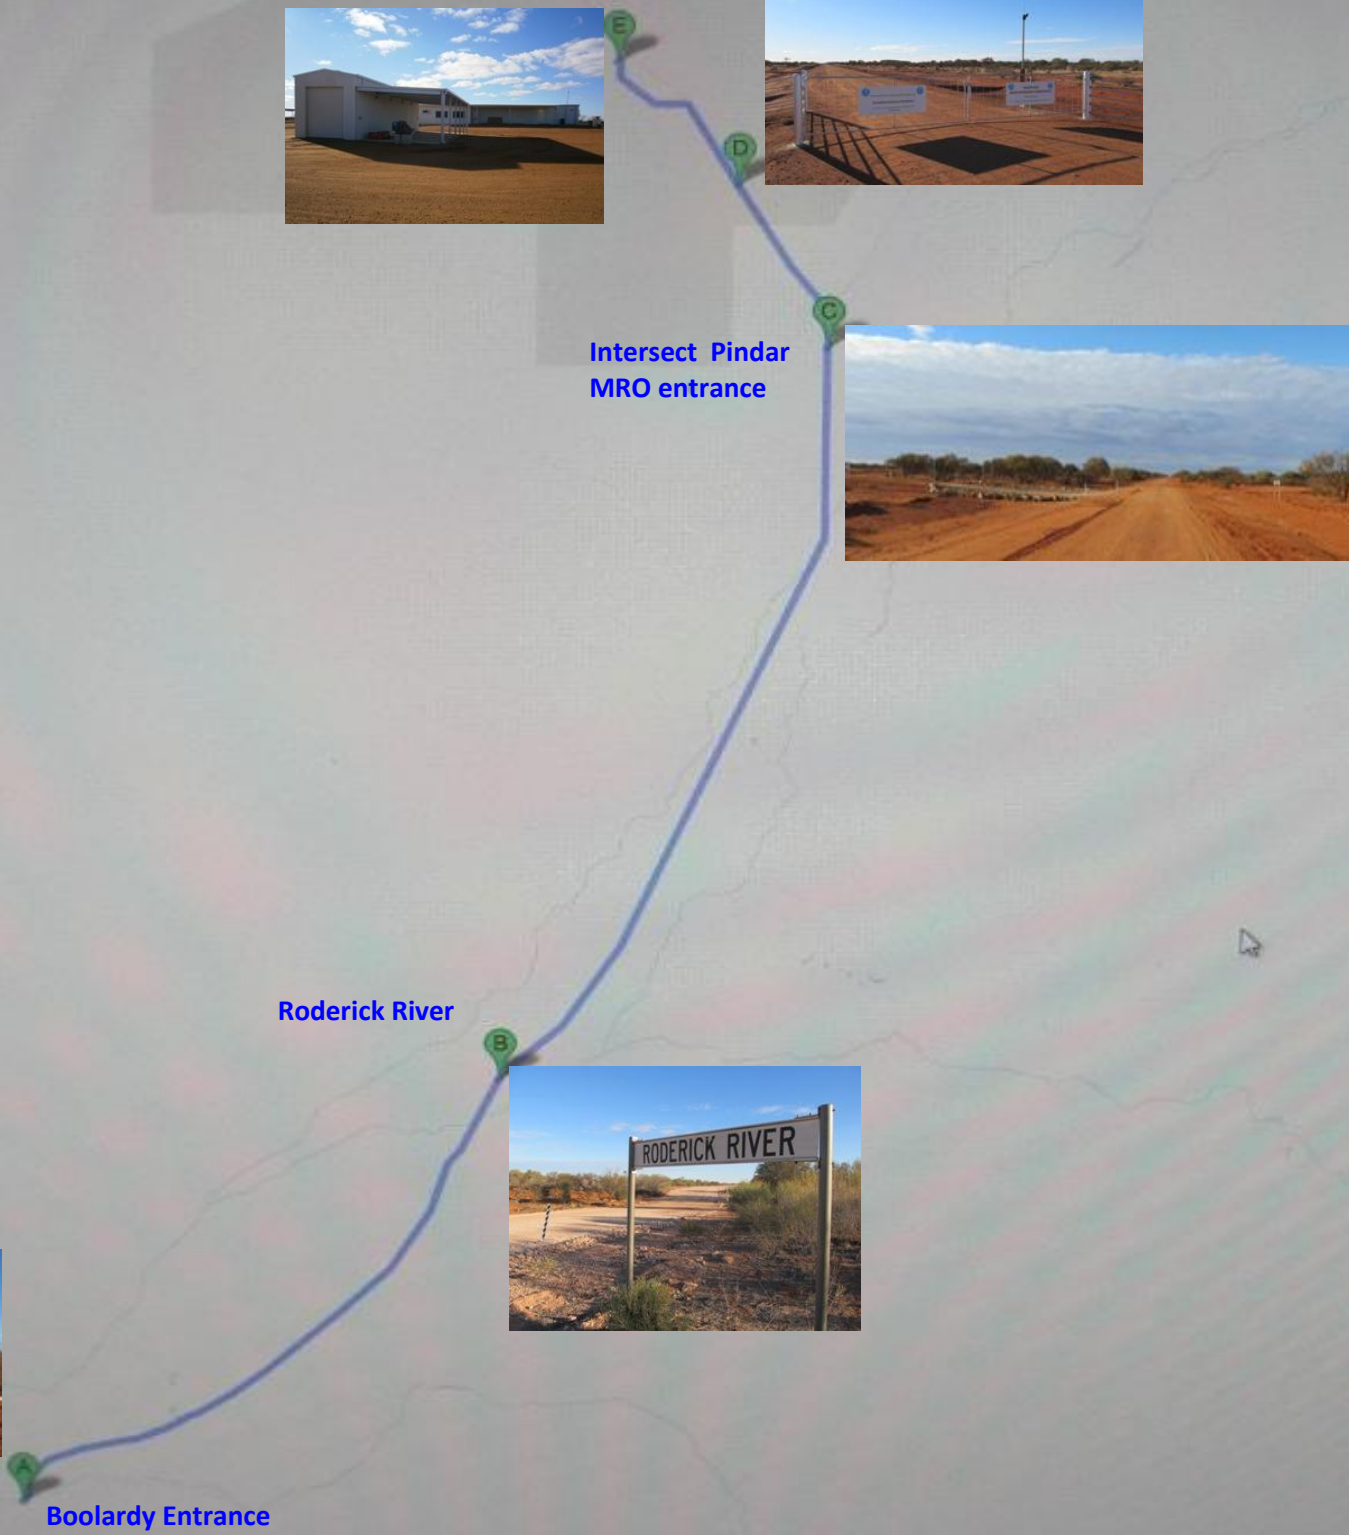 E
D
C
Intersect Pindar
MRO entrance
Roderick River
B
RODERICK RIVER
A
Boolardy Entrance